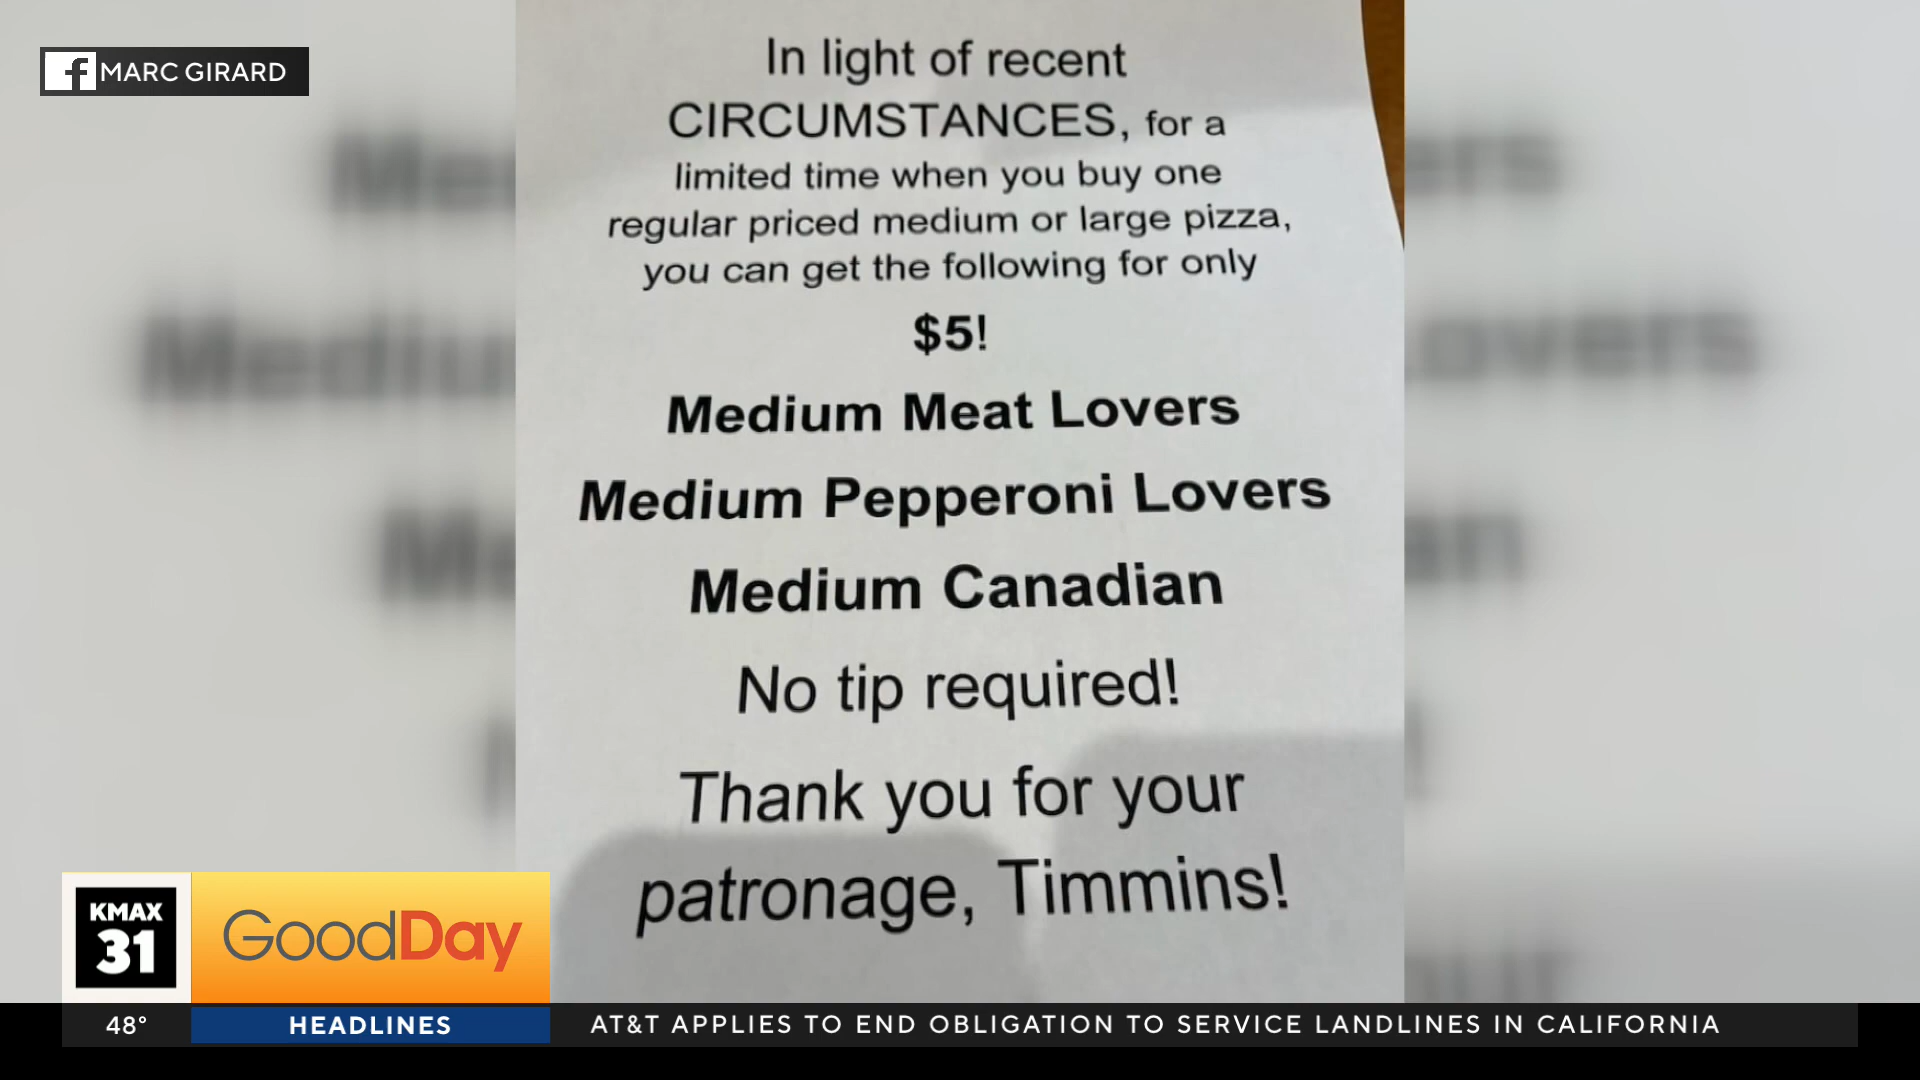 MARC GIRARD
In light of recent
CIRCUMSTANCES, for a
limited time when you buy one
regular priced medium or large pizza,
you can get the following for only
$5!
Medium Meat Lovers
Medium Pepperoni Lovers
Medium Canadian
No tip required!
Thank you for your
patronage, Timmins!
KMAX
31
GoodDay
48°
HEADLINES
AT&T APPLIES TO END OBLIGATION TO SERVICE LANDLINES IN CALIFORNIA